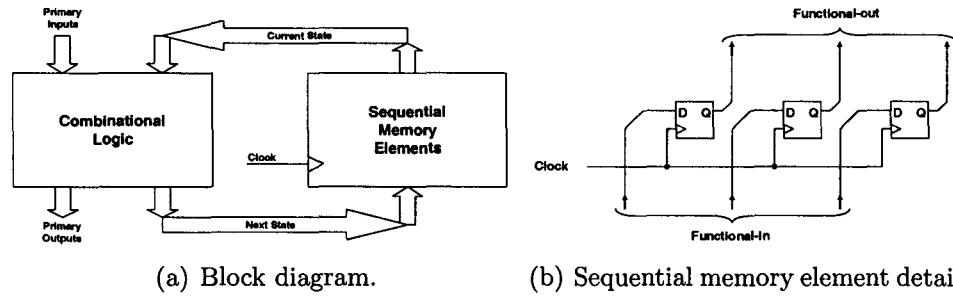 Primary
Inputs
Current State
Functional-out
Combinational
Logic
Sequential
Memory
Elements
Clock
D Q
D Q
D Q
Clock
Primary
Outputs
Next State
Functional-in
(a) Block diagram.
(b) Sequential memory element detai